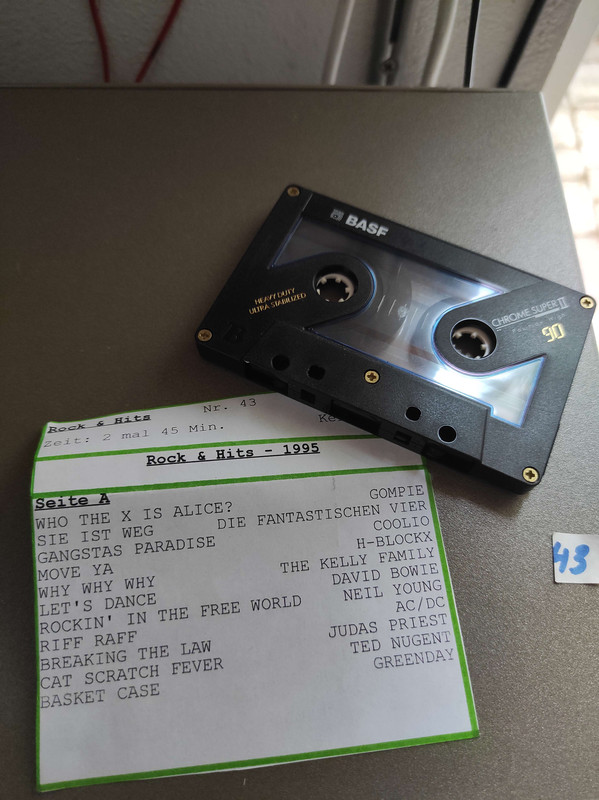 BASF
HEAVY DUTY
ULTRA STABILIZED
CHROME SUPER II
90
B
43
Rock & Hits Nr. 43
Zeit: 2 mal 45 Min.
Rock & Hits - 1995
Seite A
WHO THE X IS ALICE? GOMPIE
SIE IST WEG DIE FANTASTISCHEN VIER
GANGSTAS PARADISE COOLIO
MOVE YA H-BLOCKX
WHY WHY WHY THE KELLY FAMILY
LET'S DANCE DAVID BOWIE
ROCKIN' IN THE FREE WORLD NEIL YOUNG
RIFF RAFF AC/DC
BREAKING THE LAW JUDAS PRIEST
CAT SCRATCH FEVER TED NUGENT
BASKET CASE GREENDAY